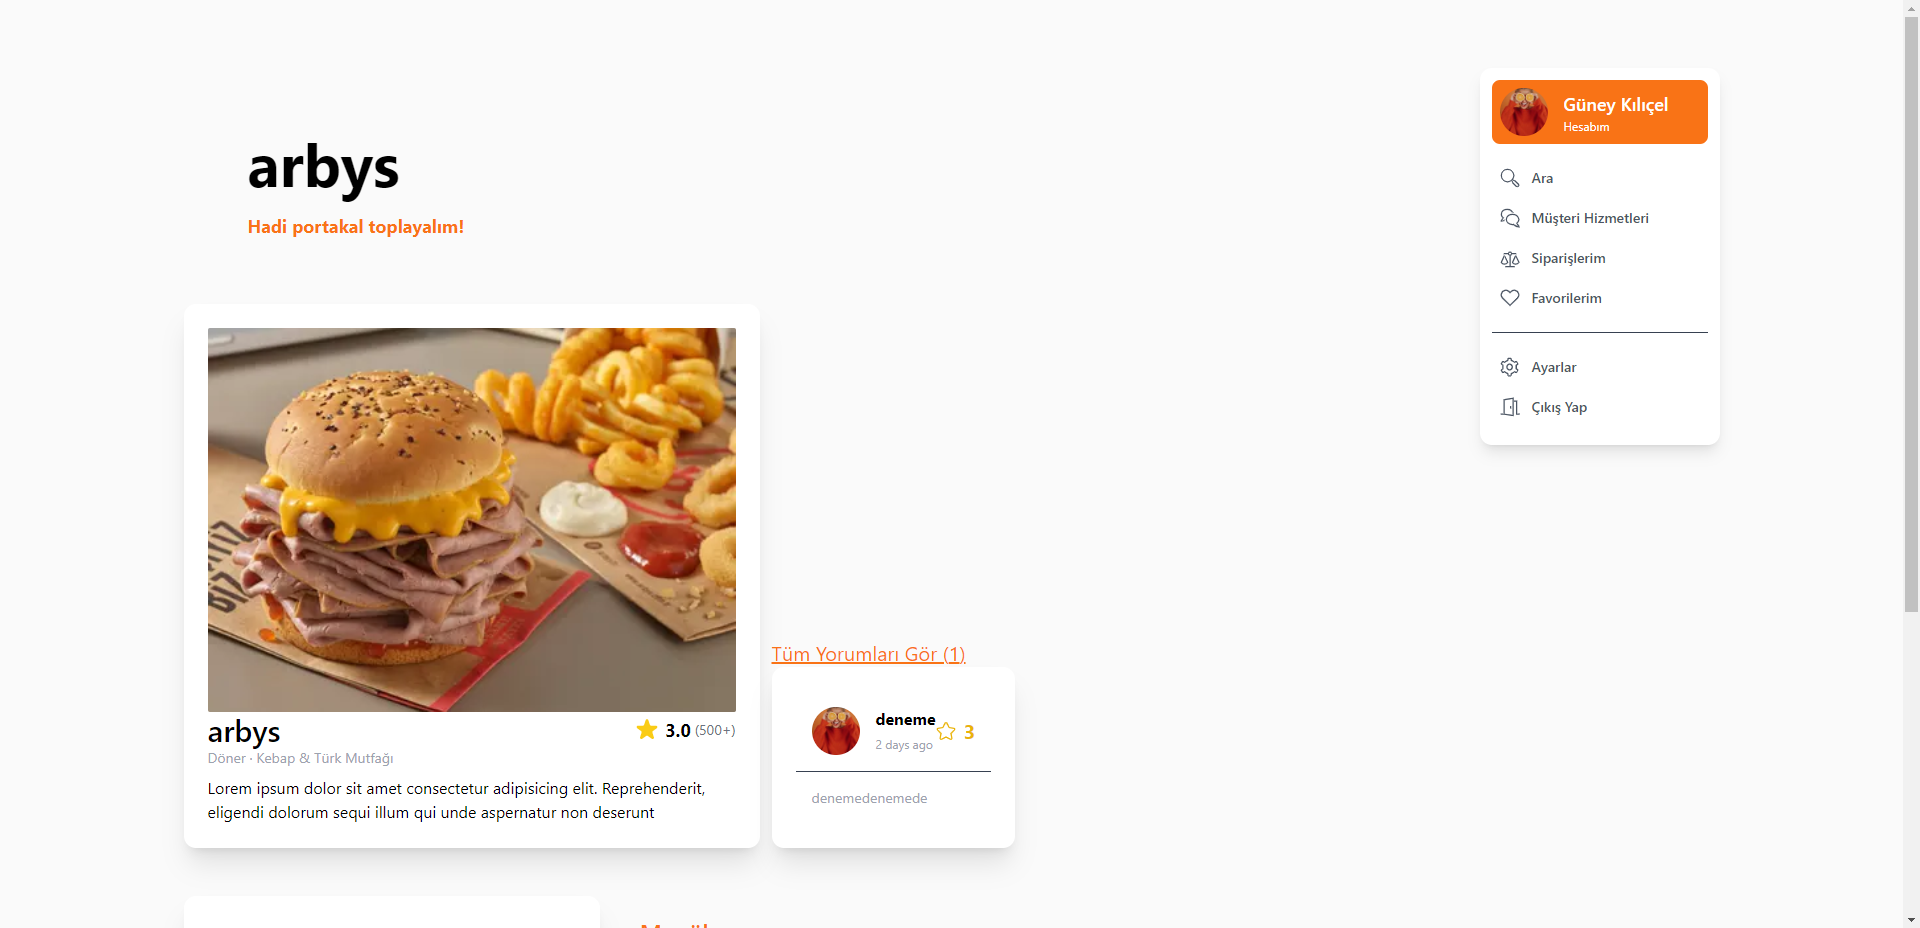 arbys
Hadi portakal toplayalım!
Güney Kılıçel
Hesabım
Ara
Müşteri Hizmetleri
Siparişlerim
Favorilerim
Ayarlar
Çıkış Yap
arbys
3.0 (500+)
Döner · Kebap & Türk Mutfağı
Lorem ipsum dolor sit amet consectetur adipisicing elit. Reprehenderit,
eligendi dolorum sequi illum qui unde aspernatur non deserunt
Tüm Yorumları Gör (1)
deneme
3
2 days ago
denemedenemede